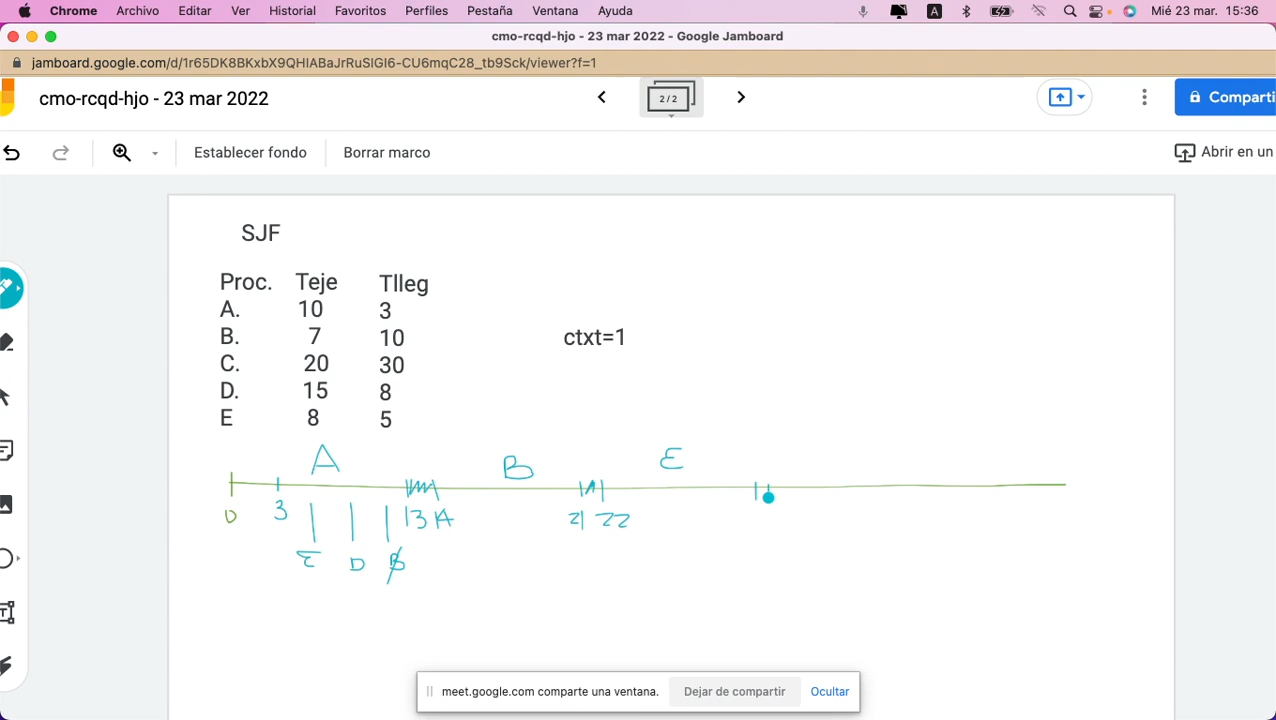 Chrome Archivo Editar Ver Historial Favoritos Perfiles Pestaña Ventana Ayuda A Mié 23 mar. 15:36
cmo-rcqd-hjo - 23 mar 2022 - Google Jamboard
jamboard.google.com/d/1r65DK8BKxbX9QHIABaJrRuSlGl6-CU6mqC28_tb9Sck/viewer?f=1
cmo-rcqd-hjo - 23 mar 2022
2 / 2
Comparti
Establecer fondo Borrar marco
Abrir en un
SJF
Proc. Teje Tlleg
A. 10 3
B. 7 10
ctxt=1
C. 20 30
D. 15 8
E 8 5
A B E
0 3 13 14 21 22
E D B
meet.google.com comparte una ventana. Dejar de compartir Ocultar